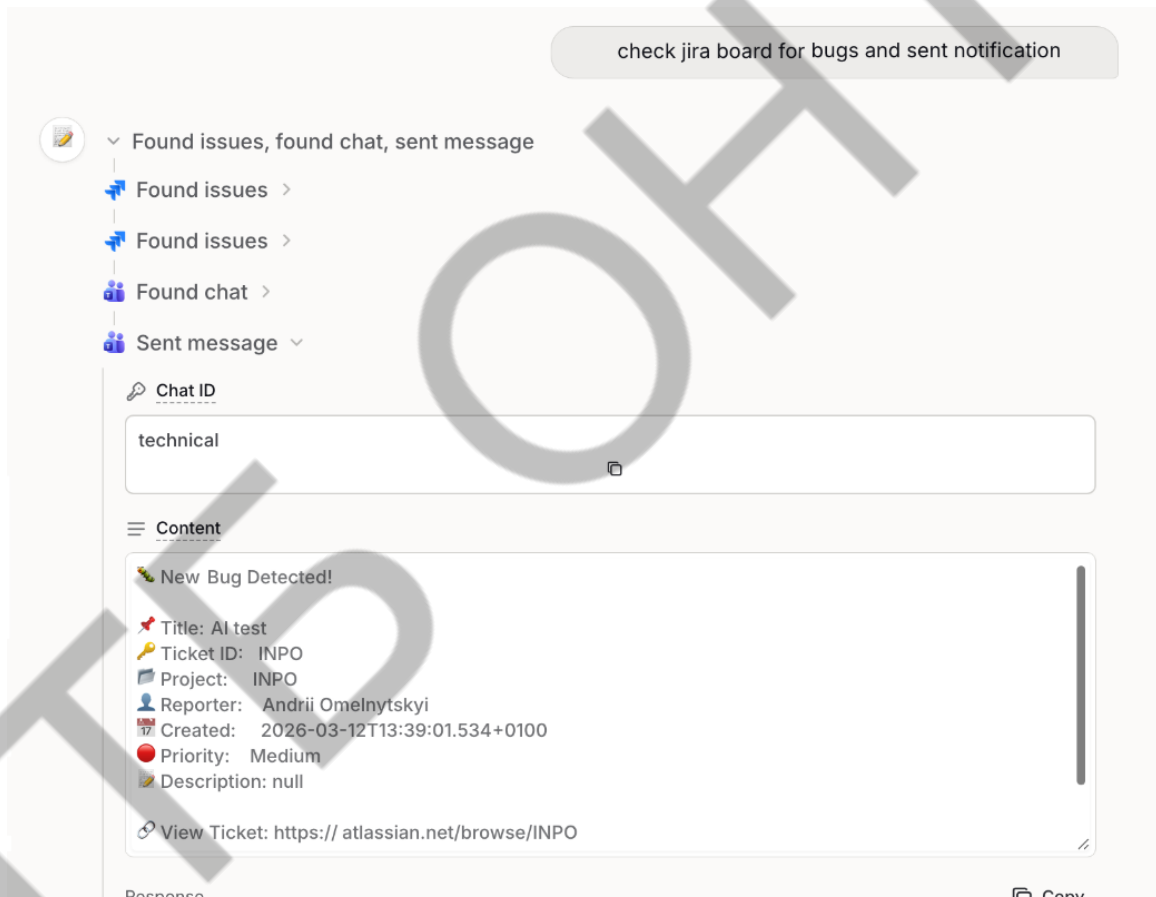 check jira board for bugs and sent notification
Found issues, found chat, sent message
Found issues
Found issues
Found chat
Sent message
Chat ID
technical
Content
New Bug Detected!
Title: AI test
Ticket ID: INPO
Project: INPO
Reporter: Andrii Omelnytskyi
Created: 2026-03-12T13:39:01.534+0100
Priority: Medium
Description: null
View Ticket: https:// atlassian.net/browse/INPO
Response
Copy